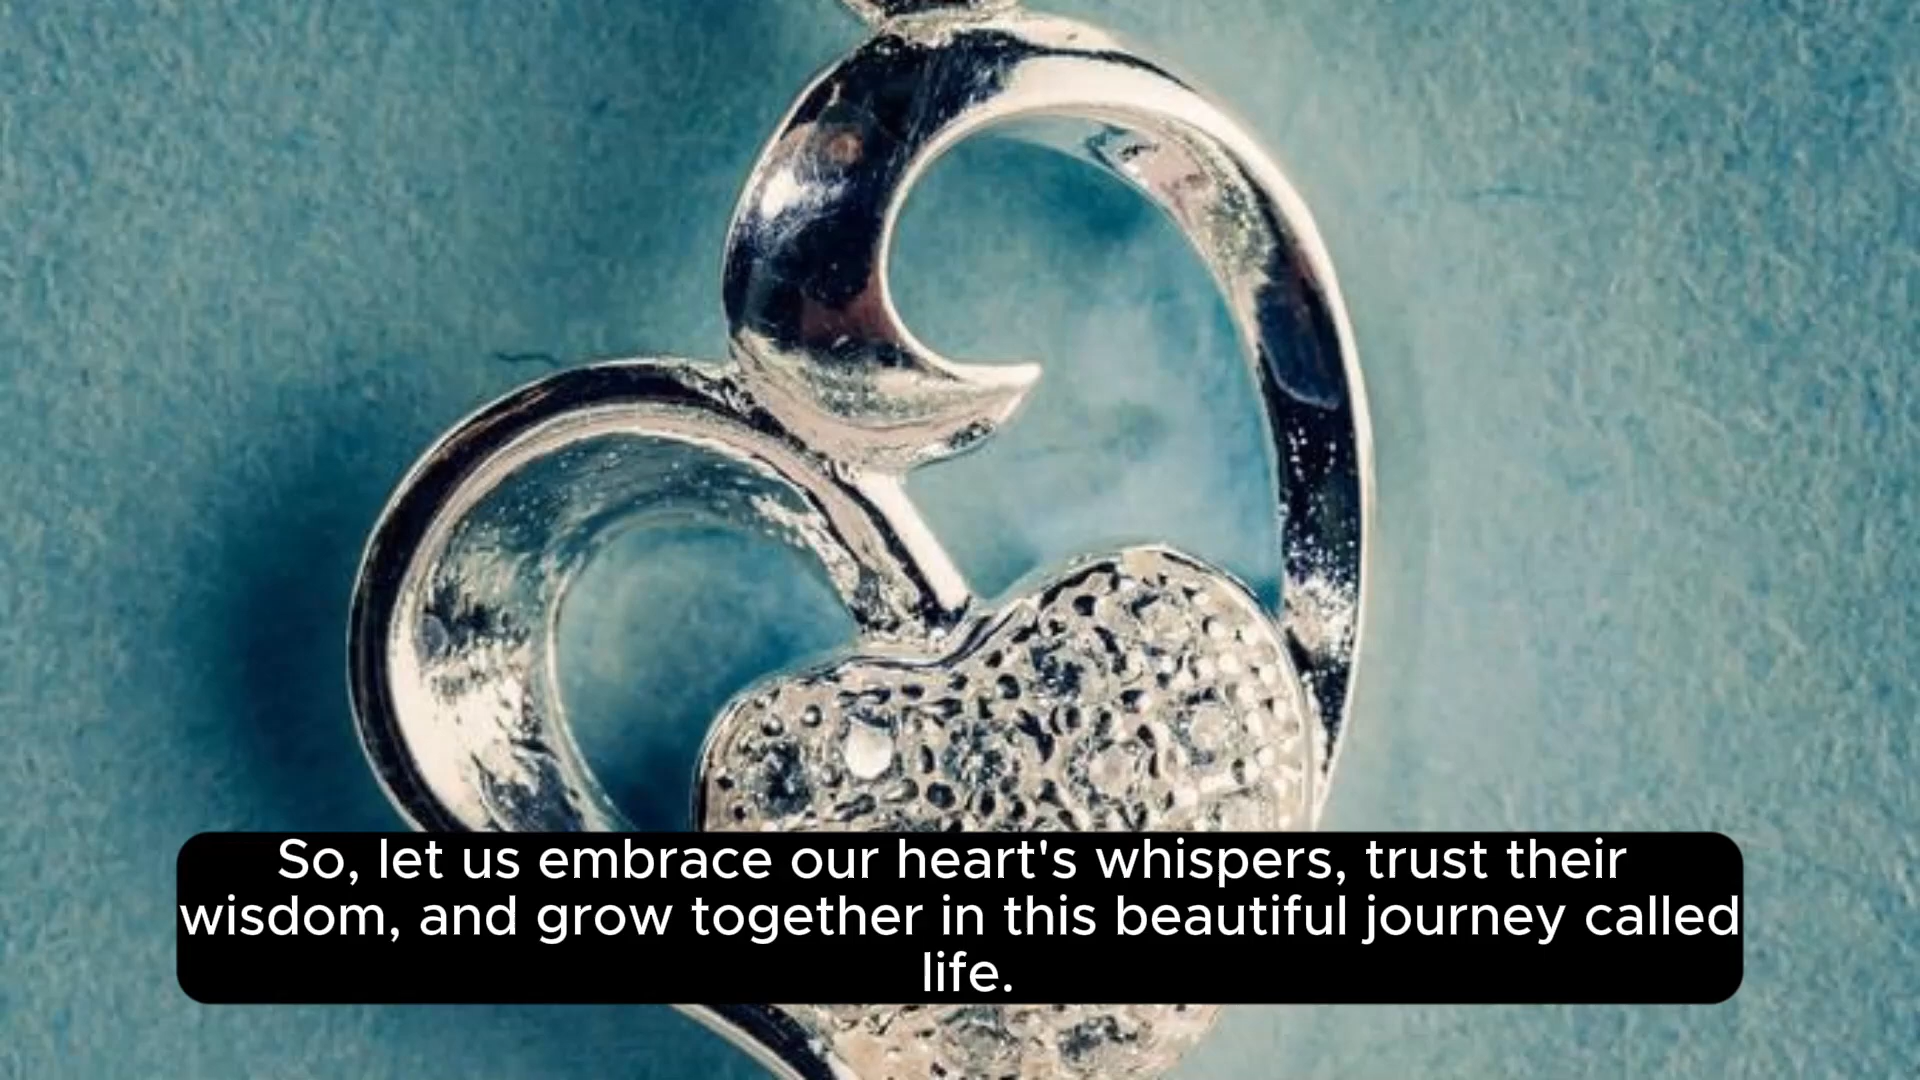 So, let us embrace our heart's whispers, trust their
wisdom, and grow together in this beautiful journey called
life.